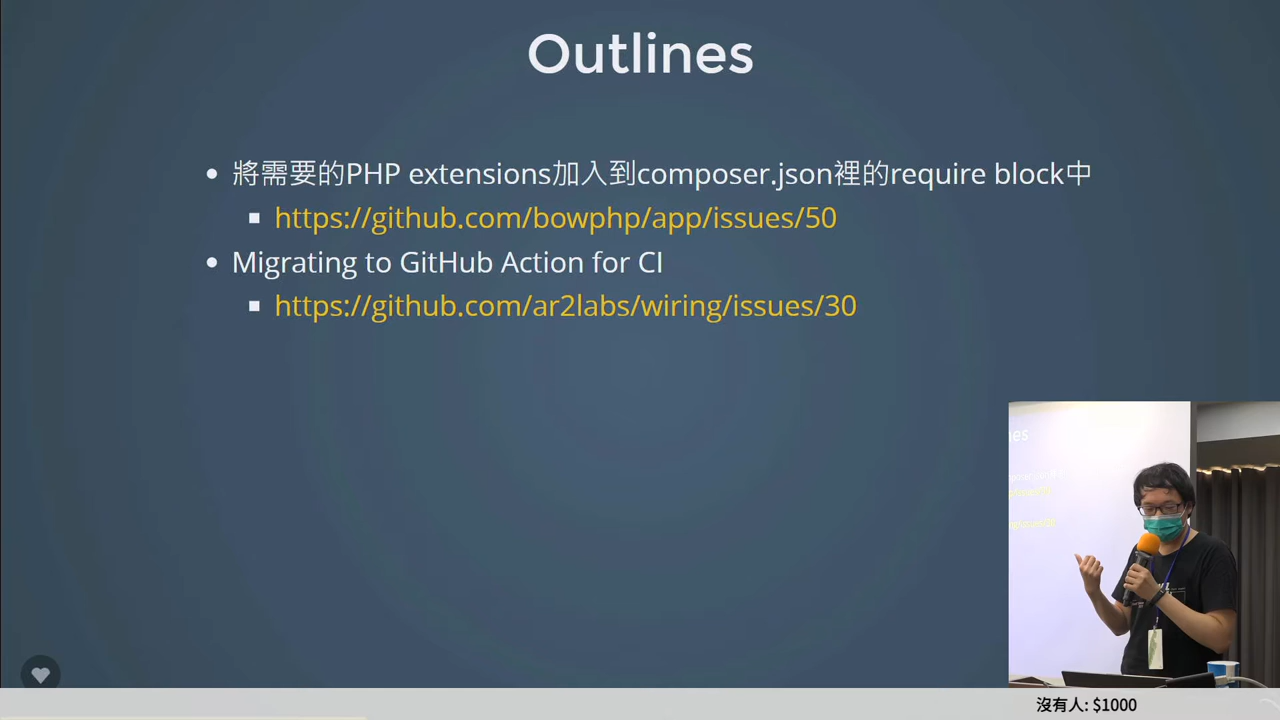 Outlines
將需要的PHP extensions加入到composer.json裡的require block中
https://github.com/bowphp/app/issues/50
Migrating to GitHub Action for CI
https://github.com/ar2labs/wiring/issues/30
沒有人: $1000